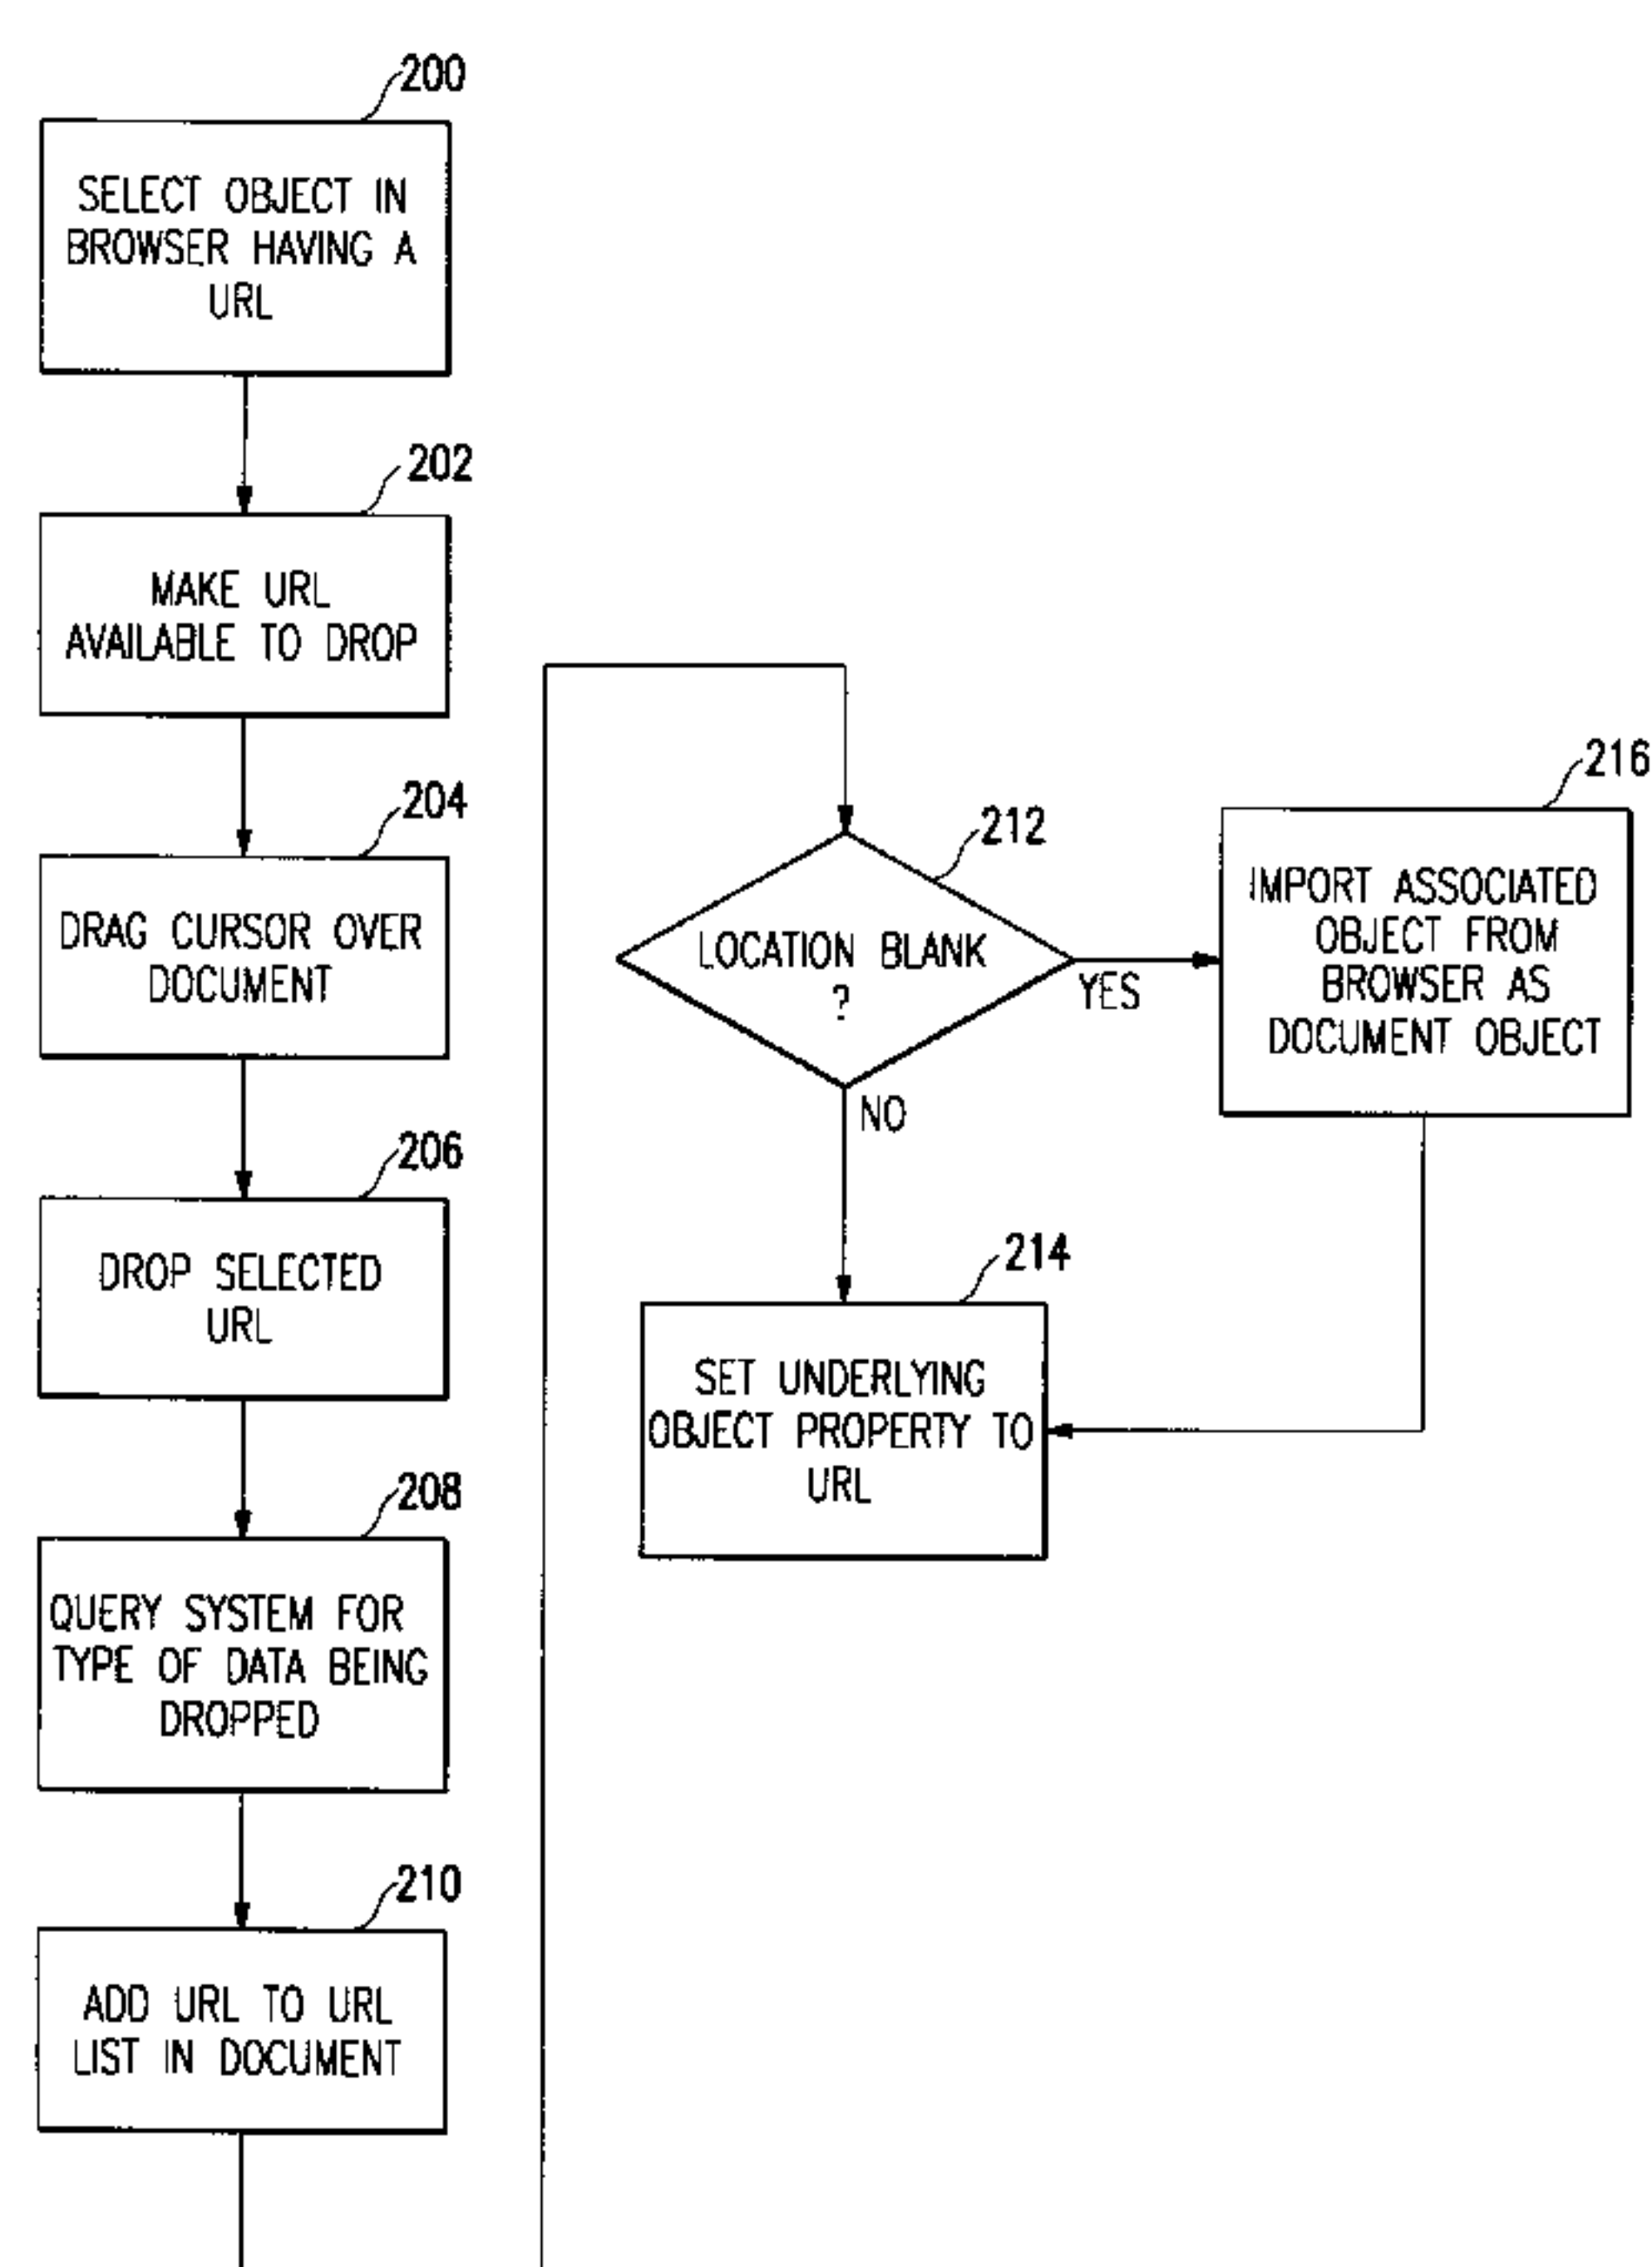 200
SELECT OBJECT IN
BROWSER HAVING A
URL
202
MAKE URL
AVAILABLE TO DROP
204
DRAG CURSOR OVER
DOCUMENT
206
DROP SELECTED
URL
208
QUERY SYSTEM FOR
TYPE OF DATA BEING
DROPPED
210
ADD URL TO URL
LIST IN DOCUMENT
212
LOCATION BLANK
?
YES
NO
216
IMPORT ASSOCIATED
OBJECT FROM
BROWSER AS
DOCUMENT OBJECT
214
SET UNDERLYING
OBJECT PROPERTY TO
URL